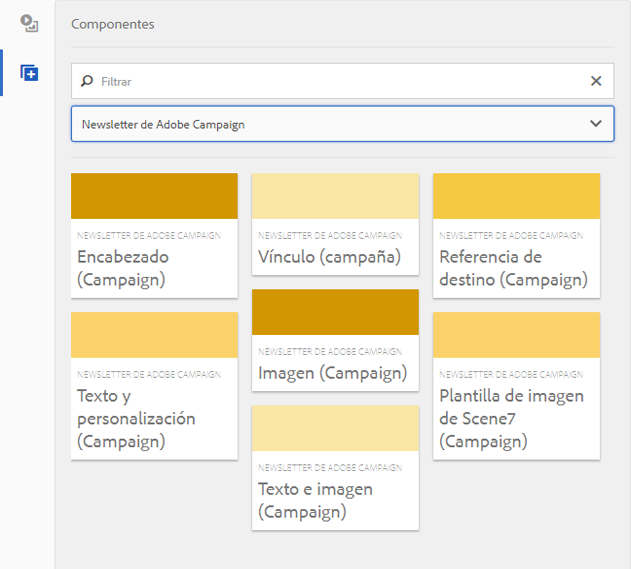 Componentes
Filtrar
Newsletter de Adobe Campaign
NEWSLETTER DE ADOBE CAMPAIGN
Encabezado
(Campaign)
NEWSLETTER DE ADOBE CAMPAIGN
Vínculo (campaña)
NEWSLETTER DE ADOBE CAMPAIGN
Referencia de
destino (Campaign)
NEWSLETTER DE ADOBE CAMPAIGN
Texto y
personalización
(Campaign)
NEWSLETTER DE ADOBE CAMPAIGN
Imagen (Campaign)
NEWSLETTER DE ADOBE CAMPAIGN
Plantilla de imagen
de Scene7
(Campaign)
NEWSLETTER DE ADOBE CAMPAIGN
Texto e imagen
(Campaign)